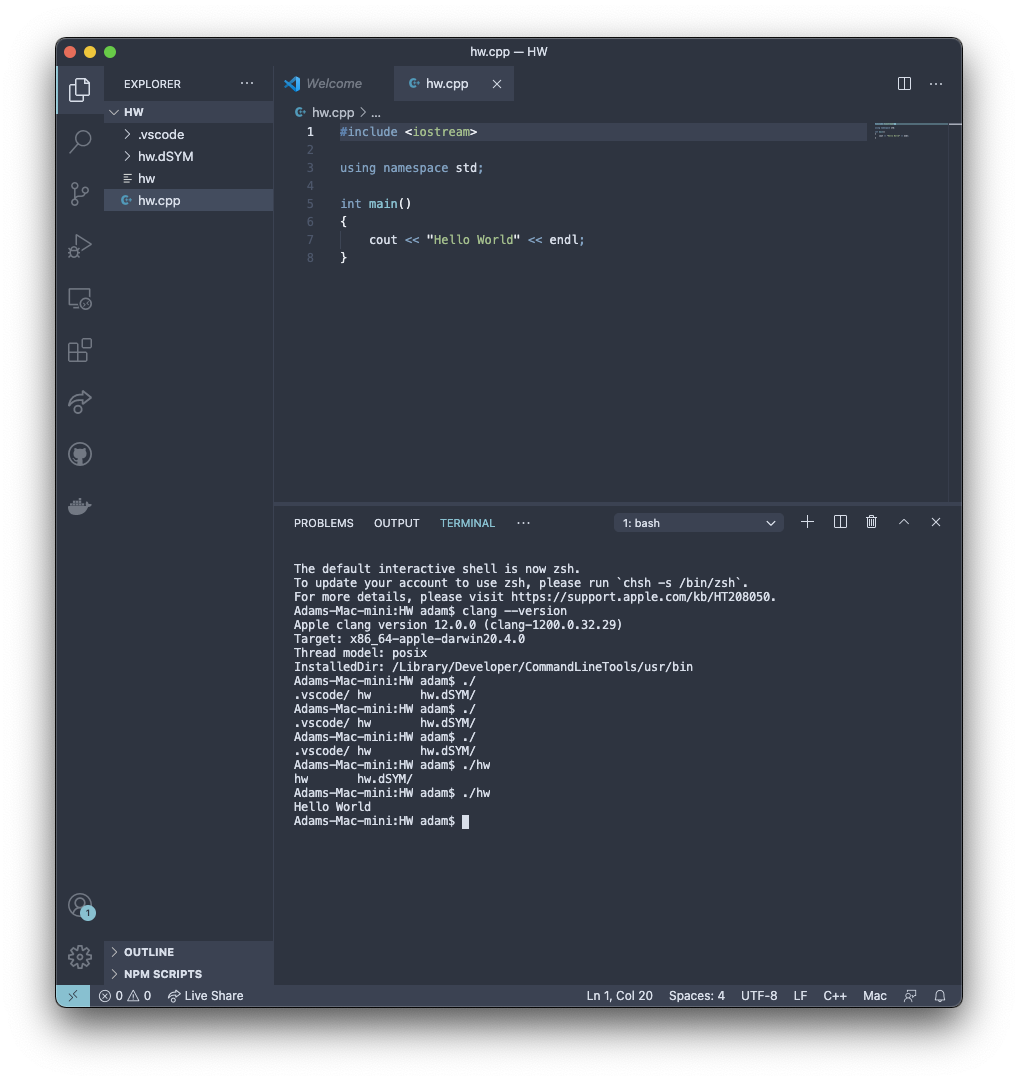 hw.cpp — HW
EXPLORER ···
HW
.vscode
hw.dSYM
hw
hw.cpp
OUTLINE
NPM SCRIPTS
Welcome
hw.cpp
hw.cpp > ...
1 #include <iostream>
2
3 using namespace std;
4
5 int main()
6 {
7 cout << "Hello World" << endl;
8 }
PROBLEMS OUTPUT TERMINAL ··· 1: bash
The default interactive shell is now zsh.
To update your account to use zsh, please run `chsh -s /bin/zsh`.
For more details, please visit https://support.apple.com/kb/HT208050.
Adams-Mac-mini:HW adam$ clang --version
Apple clang version 12.0.0 (clang-1200.0.32.29)
Target: x86_64-apple-darwin20.4.0
Thread model: posix
InstalledDir: /Library/Developer/CommandLineTools/usr/bin
Adams-Mac-mini:HW adam$ ./
.vscode/ hw       hw.dSYM/
Adams-Mac-mini:HW adam$ ./
.vscode/ hw       hw.dSYM/
Adams-Mac-mini:HW adam$ ./
.vscode/ hw       hw.dSYM/
Adams-Mac-mini:HW adam$ ./hw
hw       hw.dSYM/
Adams-Mac-mini:HW adam$ ./hw
Hello World
Adams-Mac-mini:HW adam$
1
0 0 Live Share Ln 1, Col 20 Spaces: 4 UTF-8 LF C++ Mac